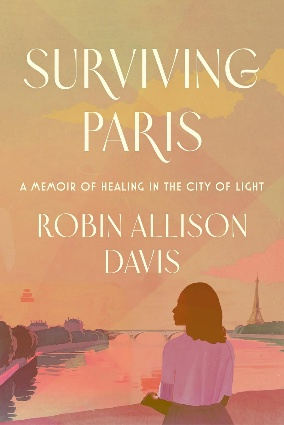 SURVIVING
PARIS
A MEMOIR OF HEALING IN THE CITY OF LIGHT
ROBIN ALLISON
DAVIS